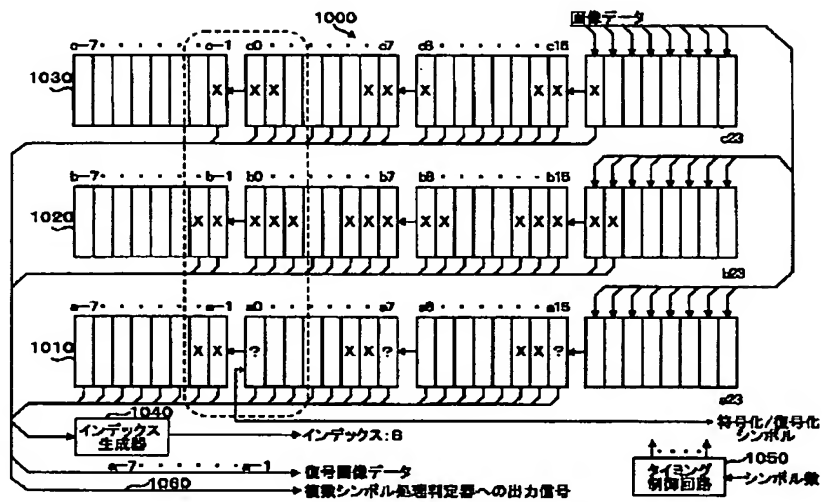 1000
画像データ
c-7 · · · · · · c-1 c0 · · · · · · c7 c8 · · · · · · c15
1030
X X X X X X X X X
c23
b-7 · · · · · · b-1 b0 · · · · · · b7 b8 · · · · · · b15
1020
X X X X X X X X X X X X X X X
b23
a-7 · · · · · · a-1 a0 · · · · · · a7 a8 · · · · · · a15
1010
X X ? X X ? X X ?
a23
1040
インデックス
生成器
インデックス:S
符号化/復号化
シンボル
a-7 · · · · · · a-1
復号画像データ
1050
タイミング
制御回路
シンボル数
1060
複数シンボル処理判定器への出力信号